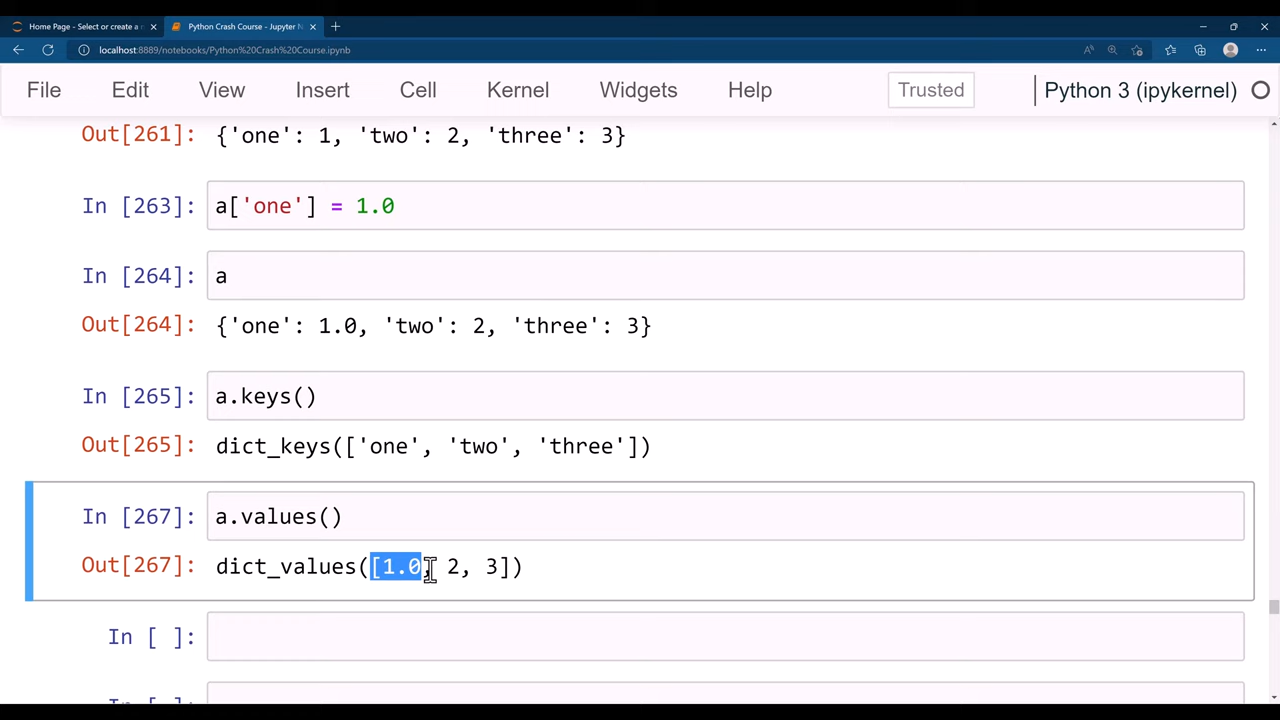 Home Page - Select or create a n
Python Crash Course - Jupyter N
localhost:8889/notebooks/Python%20Crash%20Course.ipynb
File Edit View Insert Cell Kernel Widgets Help Trusted Python 3 (ipykernel)
Out[261]: {'one': 1, 'two': 2, 'three': 3}
In [263]: a['one'] = 1.0
In [264]: a
Out[264]: {'one': 1.0, 'two': 2, 'three': 3}
In [265]: a.keys()
Out[265]: dict_keys(['one', 'two', 'three'])
In [267]: a.values()
Out[267]: dict_values([1.0, 2, 3])
In [ ]: